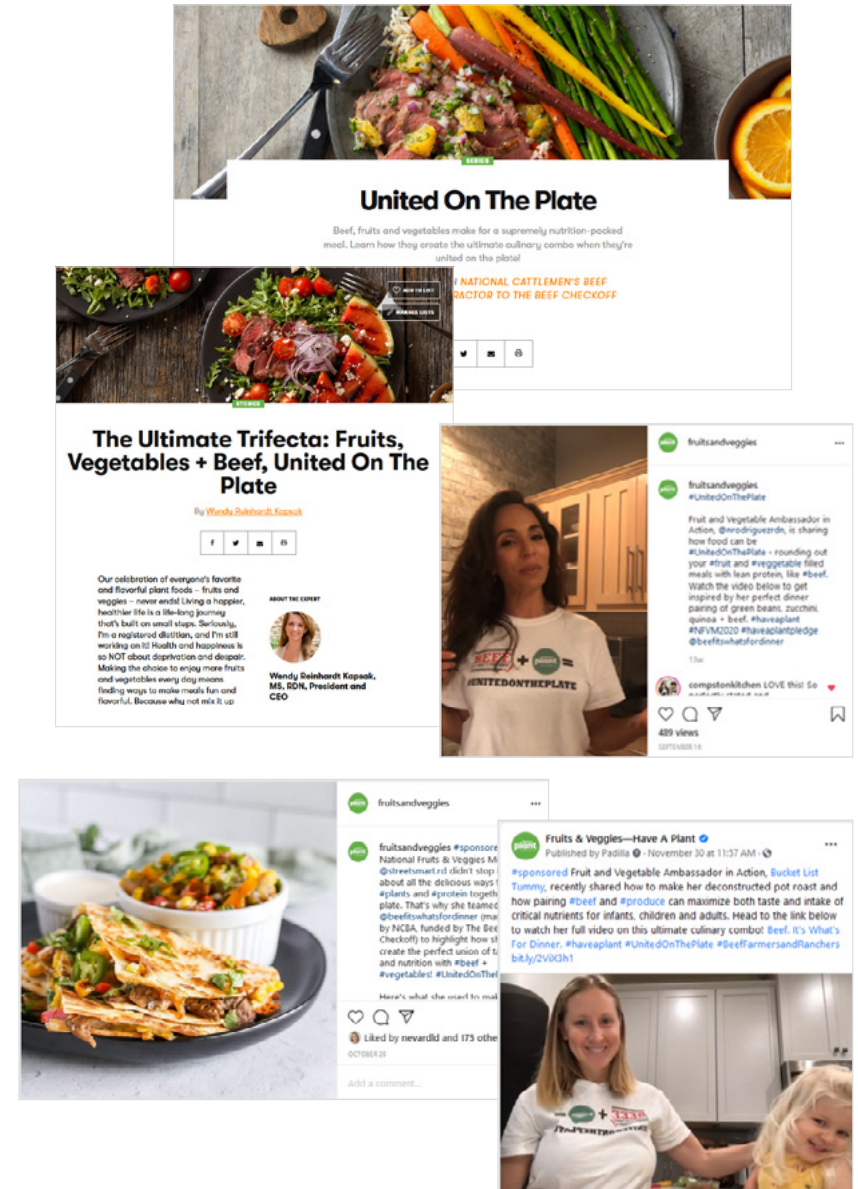 SERIES
United On The Plate
Beef, fruits and vegetables make for a supremely nutrition-packed
meal. Learn how they create the ultimate culinary combo when they're
united on the plate!
NATIONAL CATTLEMEN'S BEEF
RACTOR TO THE BEEF CHECKOFF
ADD TO LIST
MANAGE LISTS
STORIES
The Ultimate Trifecta: Fruits,
Vegetables + Beef, United On The
Plate
By Wendy Reinhardt Kapsak
Our celebration of everyone's favorite
and flavorful plant foods – fruits and
veggies – never ends! Living a happier,
healthier life is a life-long journey
that's built on small steps. Seriously,
I'm a registered dietitian, and I'm still
working on it! Health and happiness is
so NOT about deprivation and despair.
Making the choice to enjoy more fruits
and vegetables every day means
finding ways to make meals fun and
flavorful. Because why not mix it up
ABOUT THE EXPERT
Wendy Reinhardt Kapsak,
MS, RDN, President and
CEO
BEEF + plant =
#UNITEDONTHEPLATE
fruitsandveggies
fruitsandveggies
#UnitedOnThePlate
Fruit and Vegetable Ambassador in
Action, @nrodriguezrdn, is sharing
how food can be
#UnitedOnThePlate - rounding out
your #fruit and #veggetable filled
meals with lean protein, like #beef.
Watch the video below to get
inspired by her perfect dinner
pairing of green beans, zucchini,
quinoa + beef. #haveaplant
#NFVM2020 #haveaplantpledge
@beefitswhatsfordinner
13w
compstonkitchen LOVE this! So
489 views
SEPTEMBER 16
fruitsandveggies
fruitsandveggies #sponsore
National Fruits & Veggies M
@streetsmart.rd didn't stop
about all the delicious ways
#plants and #protein togeth
plate. That's why she teamed
@beefitswhatsfordinner (ma
by NCBA, funded by The Bee
Checkoff) to highlight how sh
create the perfect union of ta
and nutrition with #beef +
#vegetables! #UnitedOnThe
Here's what she used to mak
Liked by nevardld and 175 othe
OCTOBER 20
Add a comment...
plant
Fruits & Veggies—Have A Plant
Published by Padilla · November 30 at 11:57 AM ·
#sponsored Fruit and Vegetable Ambassador in Action, Bucket List
Tummy, recently shared how to make her deconstructed pot roast and
how pairing #beef and #produce can maximize both taste and intake of
critical nutrients for infants, children and adults. Head to the link below
to watch her full video on this ultimate culinary combo! Beef. It's What's
For Dinner. #haveaplant #UnitedOnThePlate #BeefFarmersandRanchers